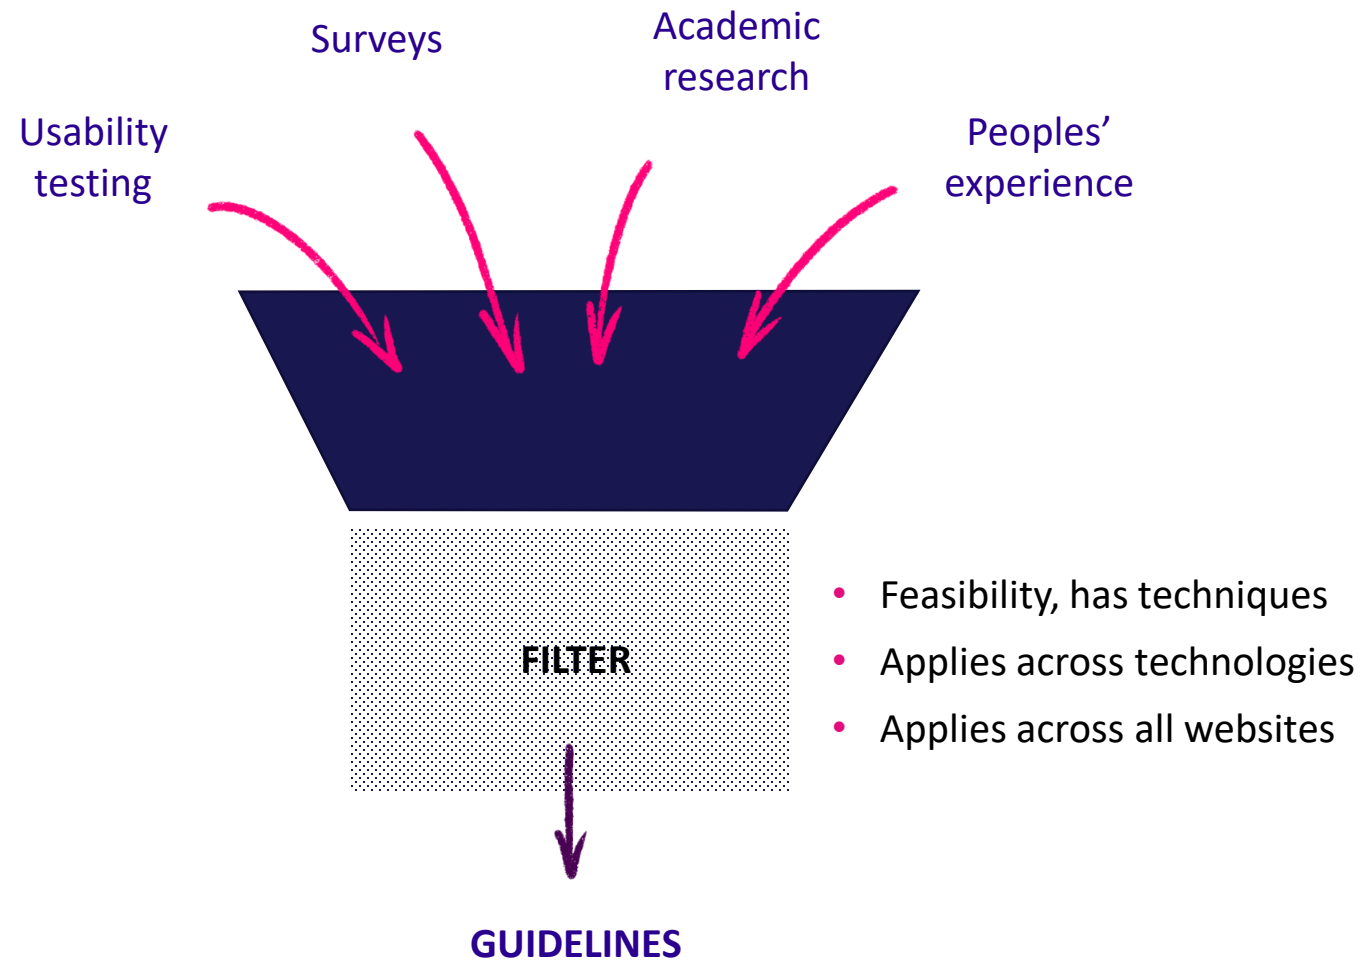 Surveys
Academic
research
Usability
testing
Peoples’
experience
• Feasibility, has techniques
FILTER
• Applies across technologies
• Applies across all websites
GUIDELINES